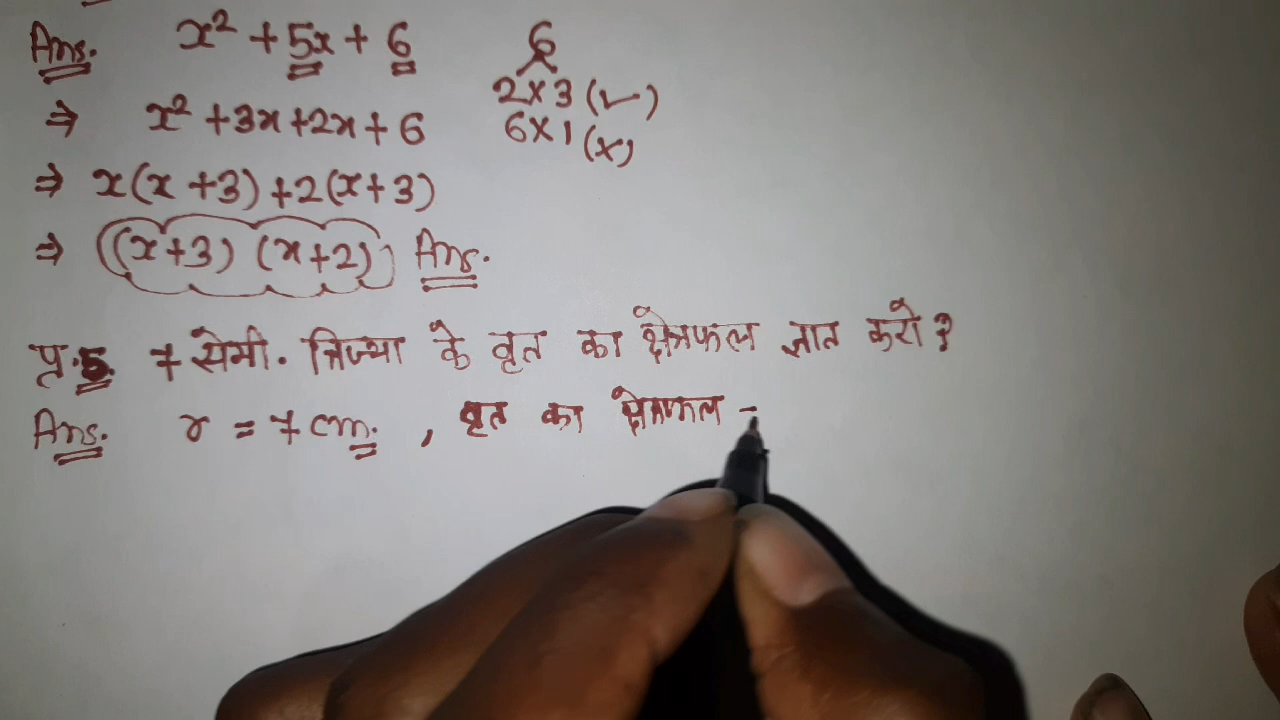 Ans. x² + 5x + 6
6
2 × 3 (✓)
6 × 1 (×)
⇒ x² + 3x + 2x + 6
⇒ x(x + 3) + 2(x + 3)
⇒ (x + 3) (x + 2) Ans.
प्र.5. 7 सेमी. त्रिज्या के वृत का क्षेत्रफल ज्ञात करो ?
Ans. r = 7 cm. , वृत का क्षेत्रफल -